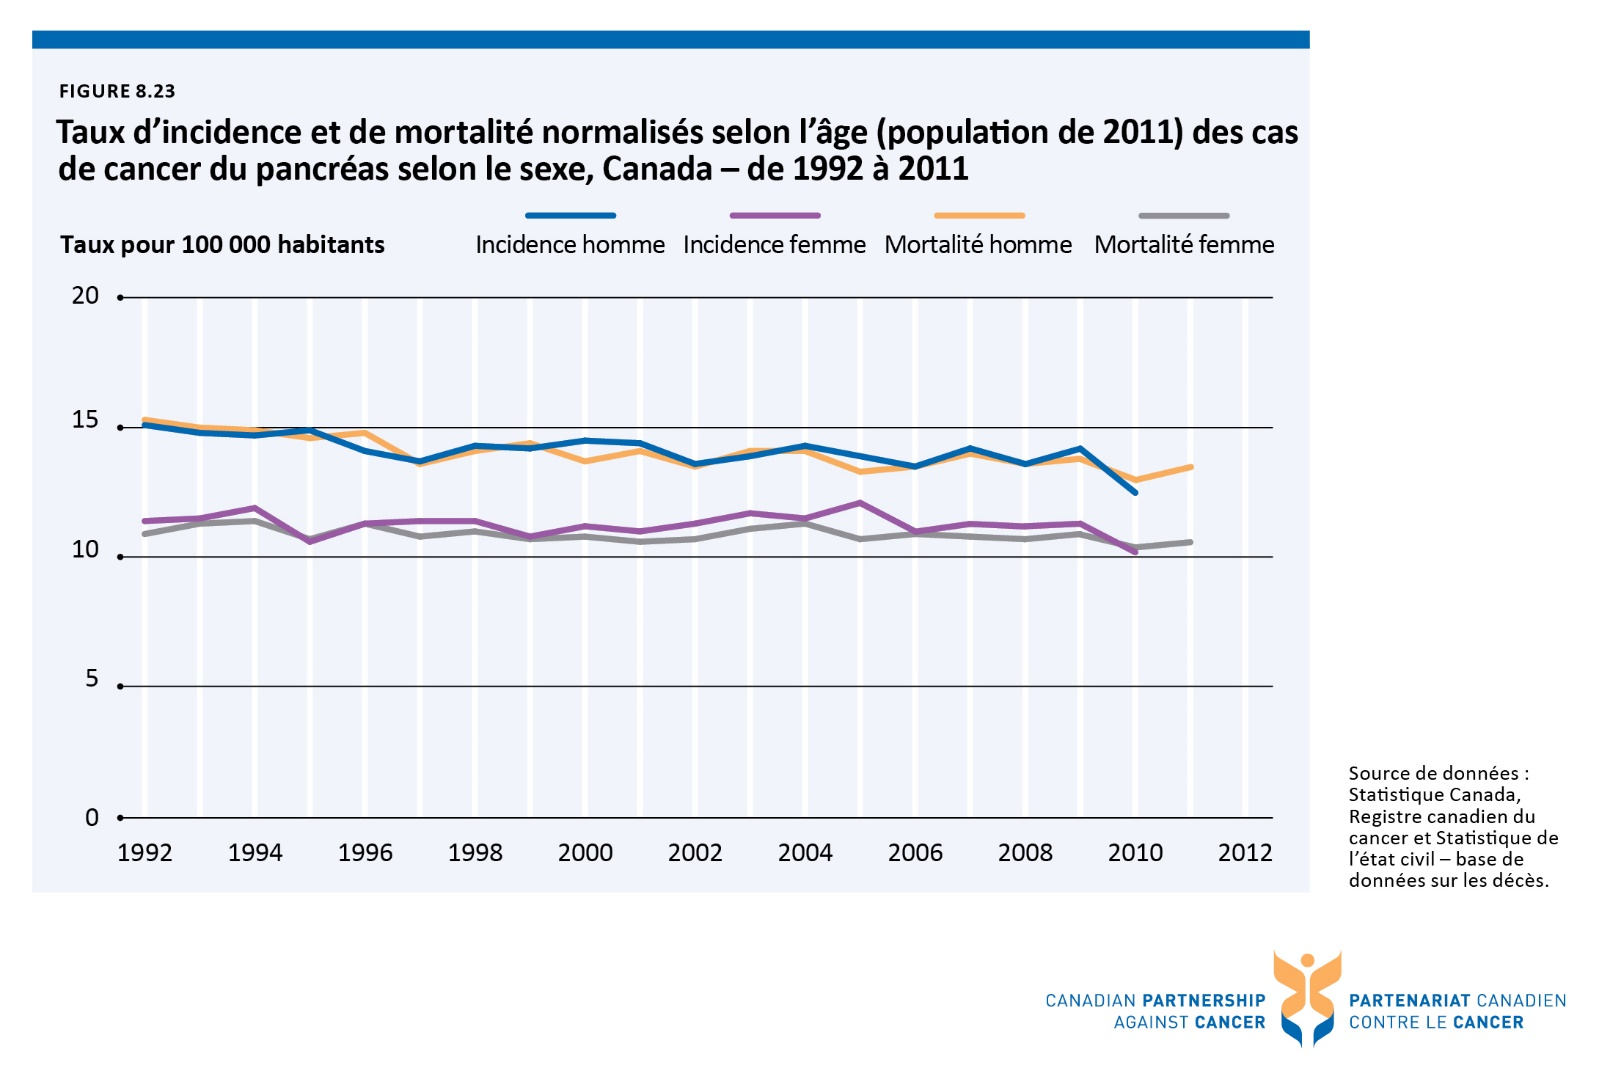 FIGURE 8.23
Taux d’incidence et de mortalité normalisés selon l’âge (population de 2011) des cas
de cancer du pancréas selon le sexe, Canada – de 1992 à 2011
Taux pour 100 000 habitants
Incidence homme
Incidence femme
Mortalité homme
Mortalité femme
20
15
10
5
0
1992 1994 1996 1998 2000 2002 2004 2006 2008 2010 2012
Source de données :
Statistique Canada,
Registre canadien du
cancer et Statistique de
l’état civil – base de
données sur les décès.
CANADIAN PARTNERSHIP
AGAINST CANCER
PARTENARIAT CANADIEN
CONTRE LE CANCER